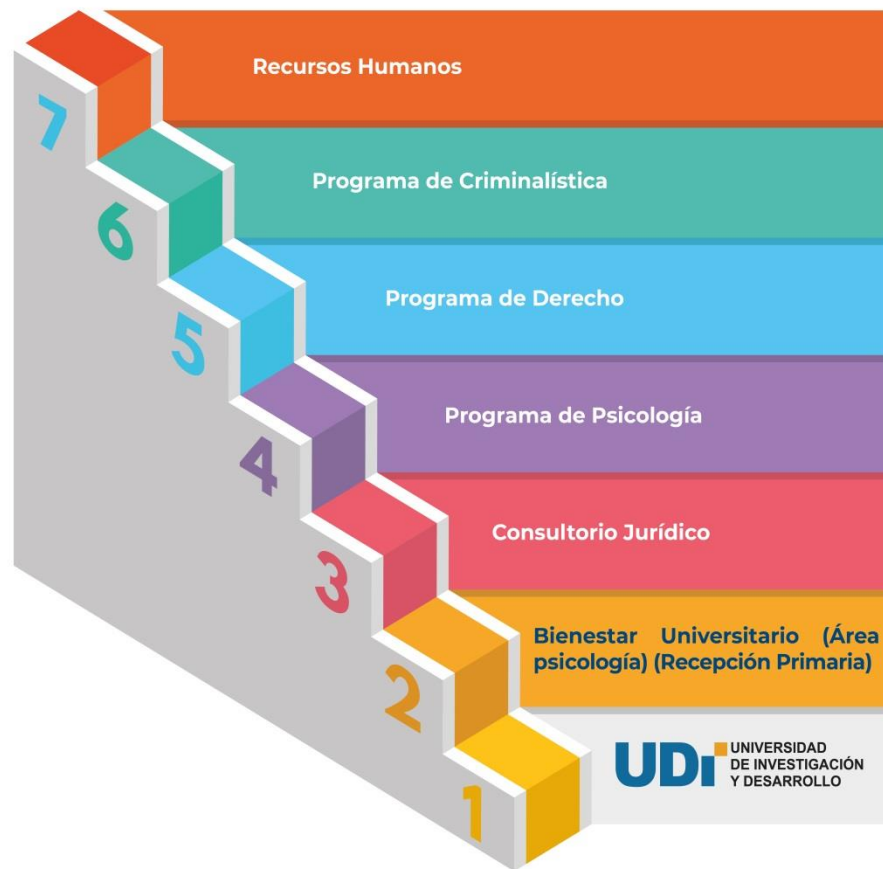 7
Recursos Humanos
6
Programa de Criminalística
5
Programa de Derecho
4
Programa de Psicología
3
Consultorio Jurídico
2
Bienestar Universitario (Área
psicología) (Recepción Primaria)
1
UDi
UNIVERSIDAD
DE INVESTIGACIÓN
Y DESARROLLO